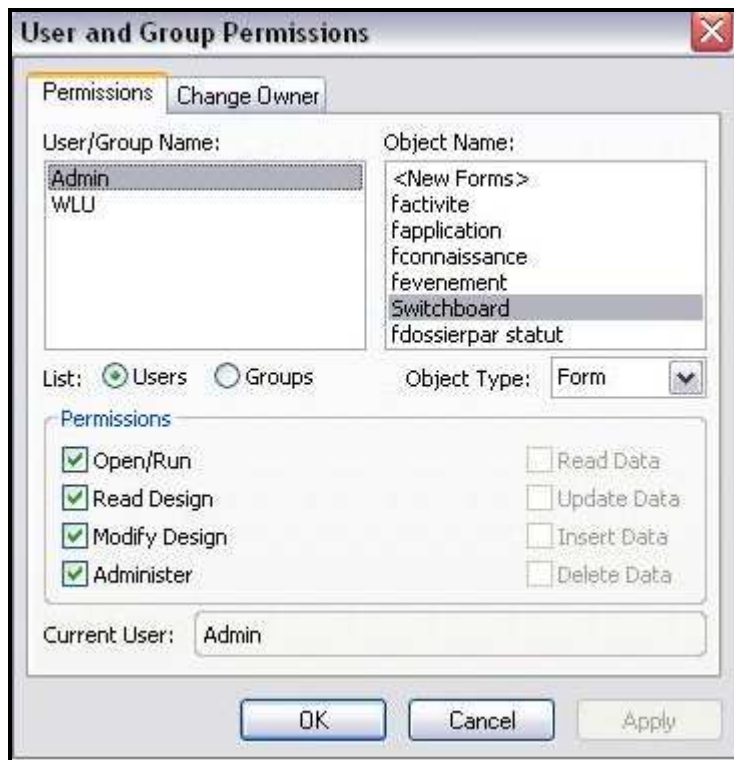 User and Group Permissions
Permissions
Change Owner
User/Group Name:
Admin
WLU
Object Name:
<New Forms>
factivite
fapplication
fconnaissance
fevenement
Switchboard
fdossierpar statut
List: Users Groups
Object Type: Form
Permissions
Open/Run
Read Design
Modify Design
Administer
Read Data
Update Data
Insert Data
Delete Data
Current User: Admin
OK Cancel Apply